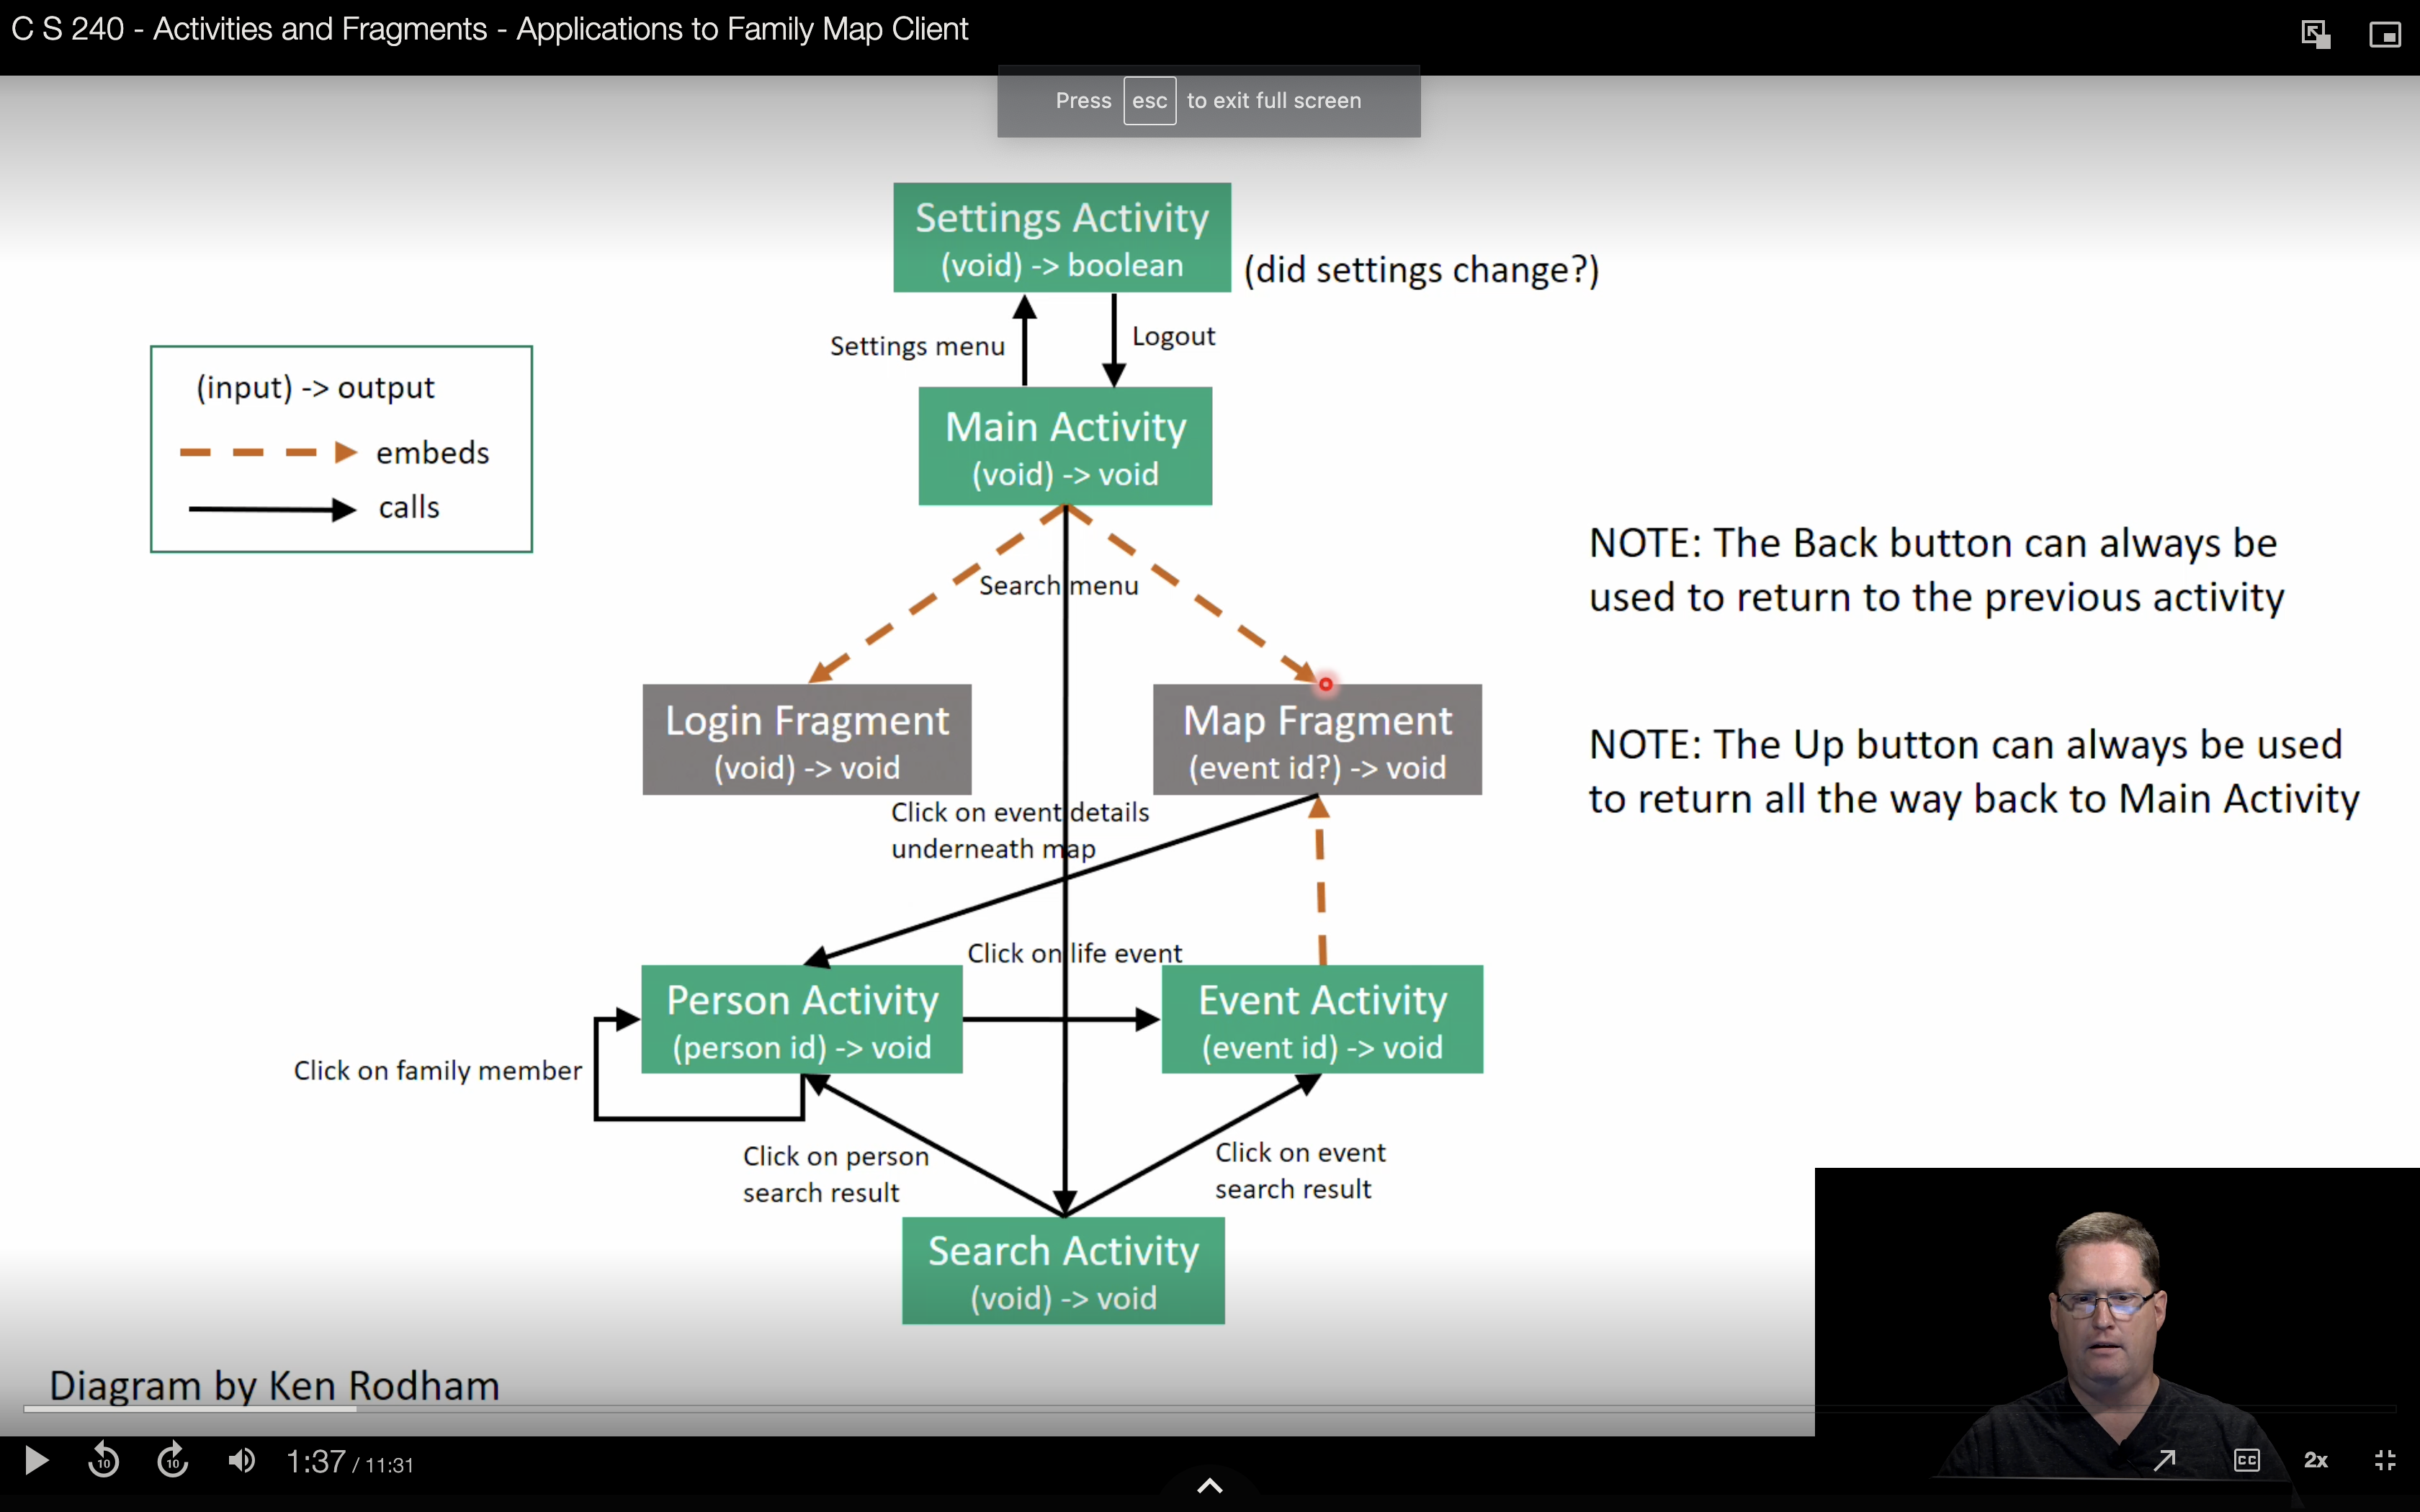 C S 240 - Activities and Fragments - Applications to Family Map Client
Press esc to exit full screen
Settings Activity
(void) -> boolean
(did settings change?)
Settings menu
Logout
(input) -> output
embeds
calls
Main Activity
(void) -> void
Search menu
NOTE: The Back button can always be
used to return to the previous activity
Login Fragment
(void) -> void
Map Fragment
(event id?) -> void
NOTE: The Up button can always be used
to return all the way back to Main Activity
Click on event details
underneath map
Click on life event
Person Activity
(person id) -> void
Event Activity
(event id) -> void
Click on family member
Click on person
search result
Click on event
search result
Search Activity
(void) -> void
Diagram by Ken Rodham
10
10
1:37 / 11:31
CC
2x